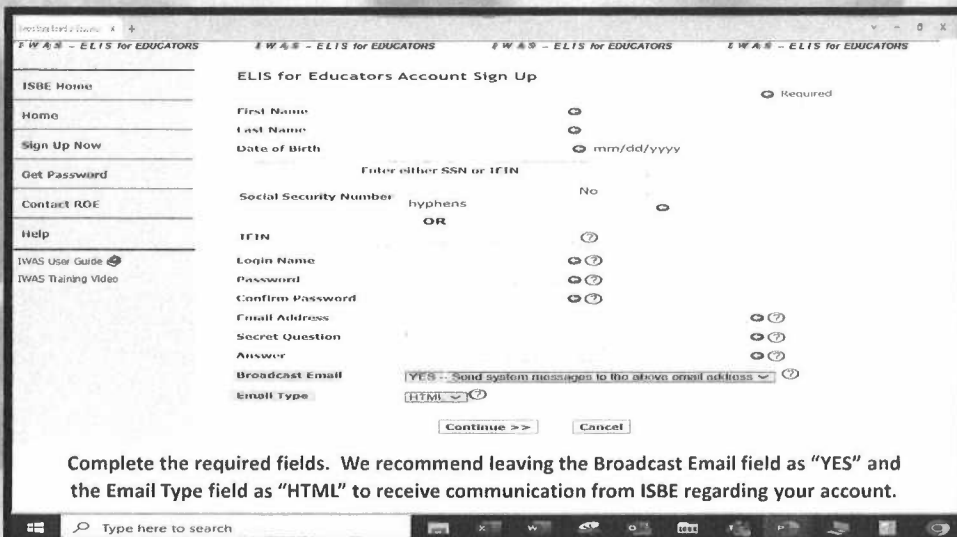 I W A S - ELIS for EDUCATORS I W A S - ELIS for EDUCATORS I W A S - ELIS for EDUCATORS I W A S - ELIS for EDUCATORS
ISBE Home
Home
Sign Up Now
Get Password
Contact ROE
Help
IWAS User Guide
IWAS Training Video
ELIS for Educators Account Sign Up
Required
First Name
Last Name
Date of Birth mm/dd/yyyy
Enter either SSN or IEIN
Social Security Number No
hyphens
OR
IEIN
Login Name
Password
Confirm Password
Email Address
Secret Question
Answer
Broadcast Email YES -- Send system messages to the above email address
Email Type HTML
Continue >> Cancel
Complete the required fields. We recommend leaving the Broadcast Email field as "YES" and
the Email Type field as "HTML" to receive communication from ISBE regarding your account.
Type here to search